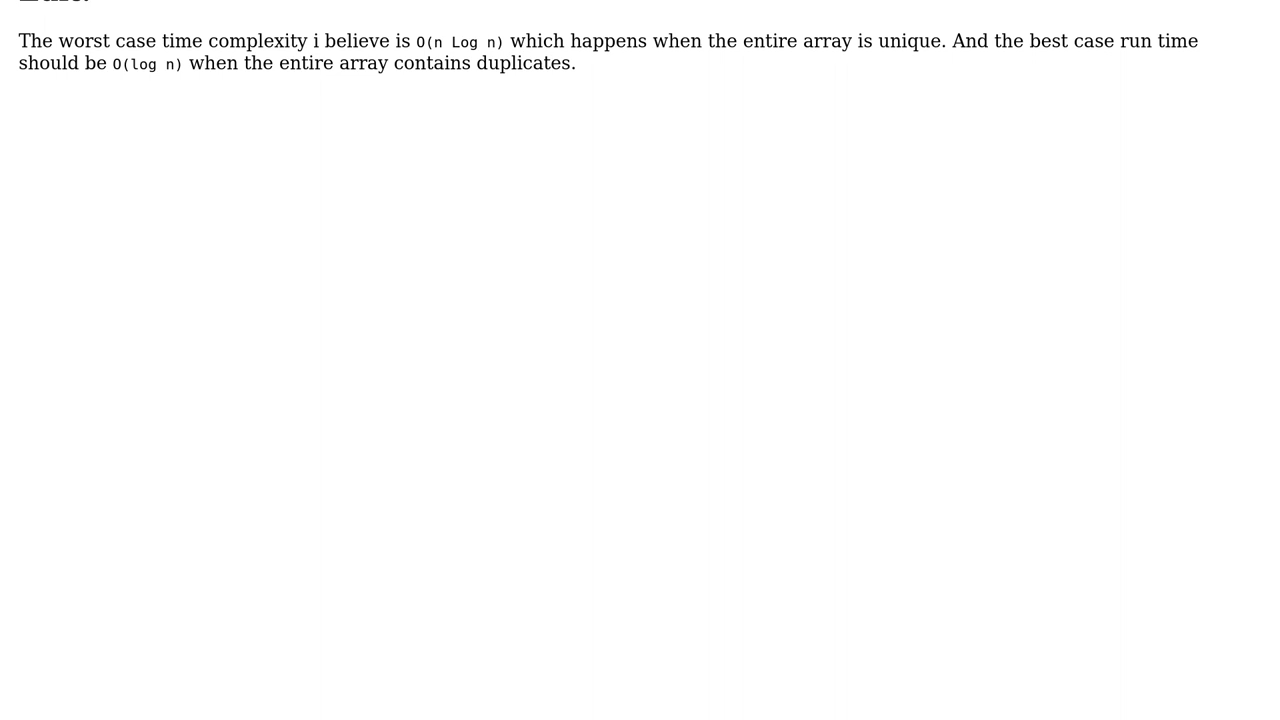 The worst case time complexity i believe is O(n Log n) which happens when the entire array is unique. And the best case run time
should be O(log n) when the entire array contains duplicates.